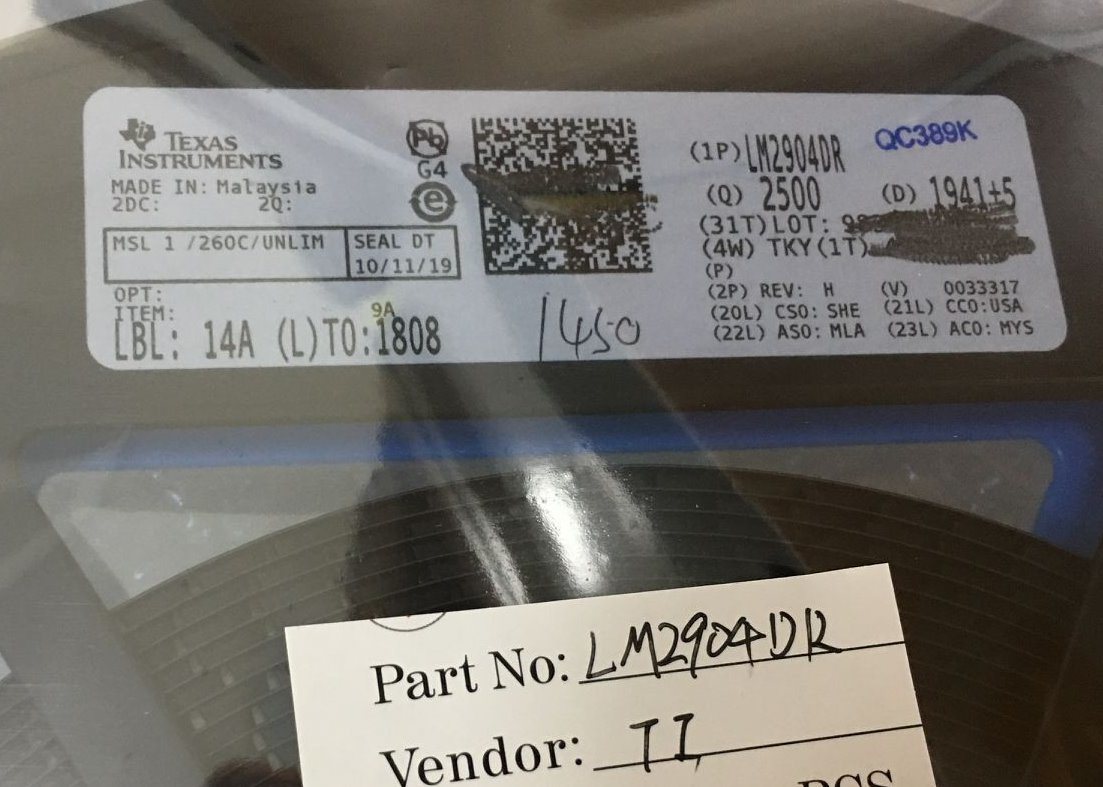 TEXAS
INSTRUMENTS
MADE IN: Malaysia
2DC: 2Q:
MSL 1 /260C/UNLIM
SEAL DT
10/11/19
OPT:
ITEM:
9A
LBL: 14A (L)TO:1808
Pb
G4
e
1450
(1P) LM2904DR
QC389K
(Q) 2500 (D) 1941+5
(31T)LOT:
(4W) TKY(1T)
(P)
(2P) REV: H (V) 0033317
(20L) CSO: SHE (21L) CCO:USA
(22L) ASO: MLA (23L) ACO: MYS
Part No: LM2904DR
Vendor: TI
PCS